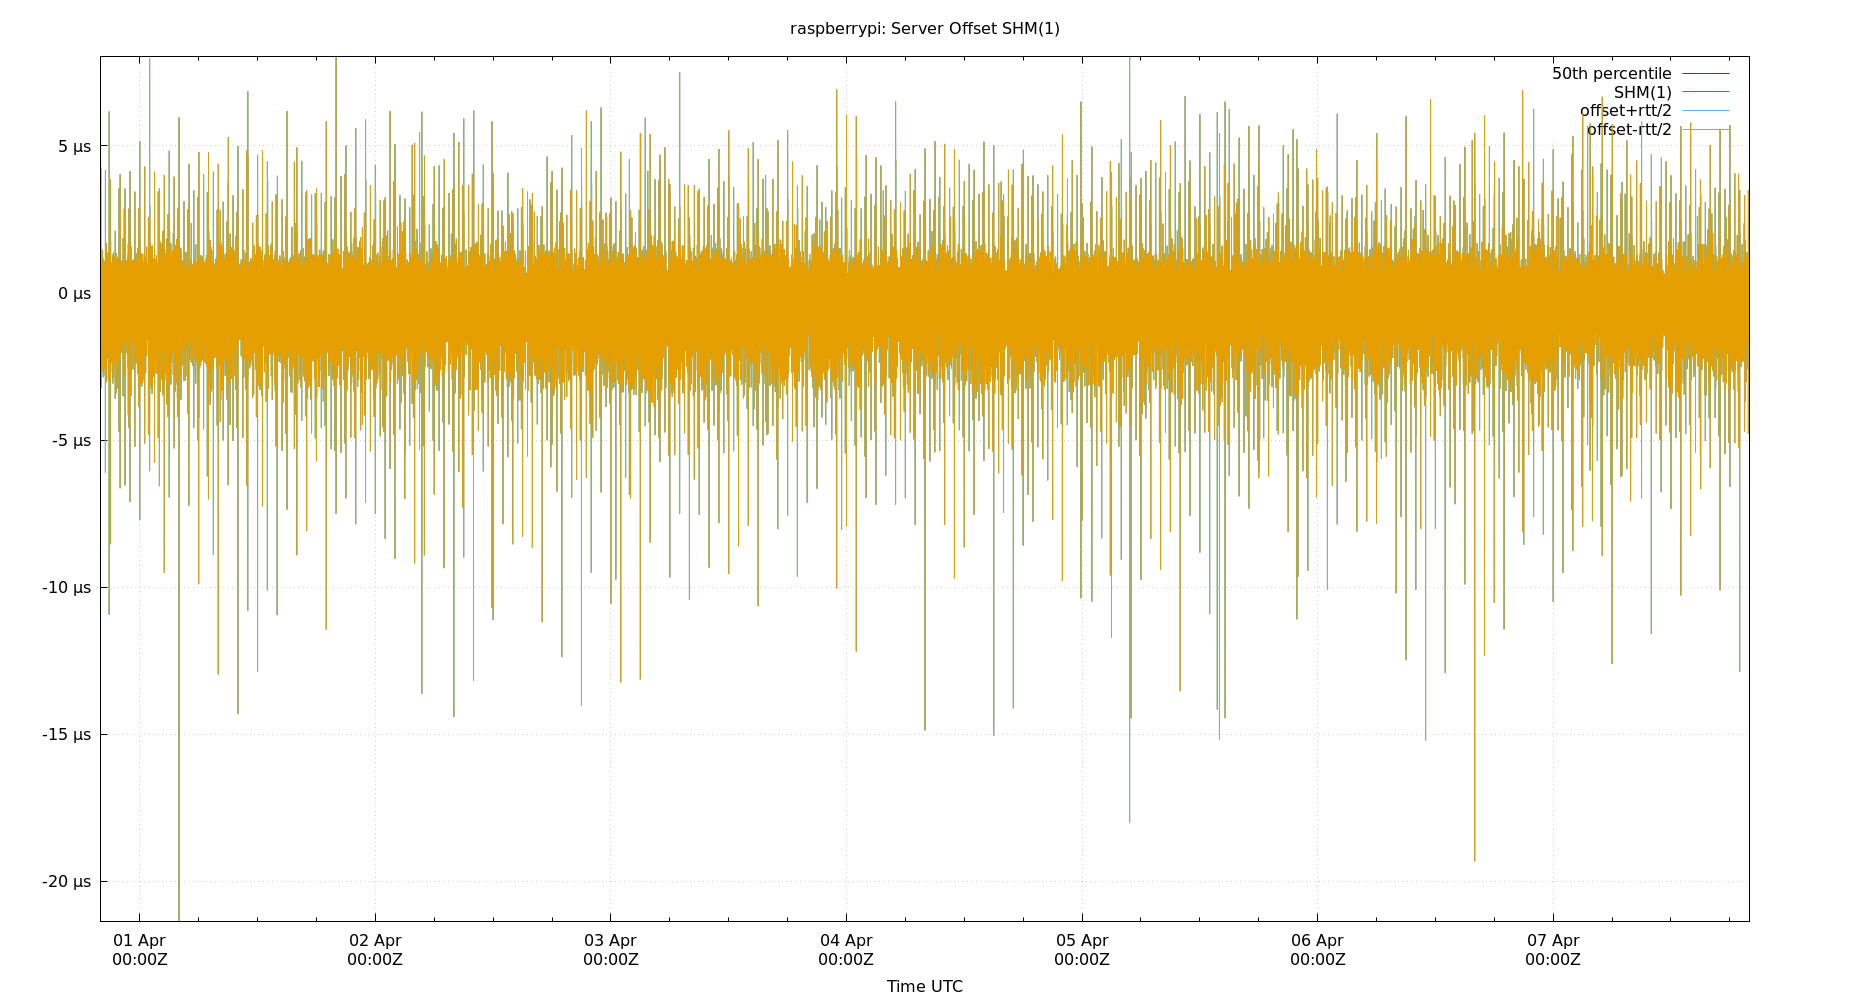 raspberrypi: Server Offset SHM(1)
50th percentile
SHM(1)
offset+rtt/2
offset-rtt/2
5 µs
0 µs
-5 µs
-10 µs
-15 µs
-20 µs
01 Apr
00:00Z
02 Apr
00:00Z
03 Apr
00:00Z
04 Apr
00:00Z
05 Apr
00:00Z
06 Apr
00:00Z
07 Apr
00:00Z
Time UTC